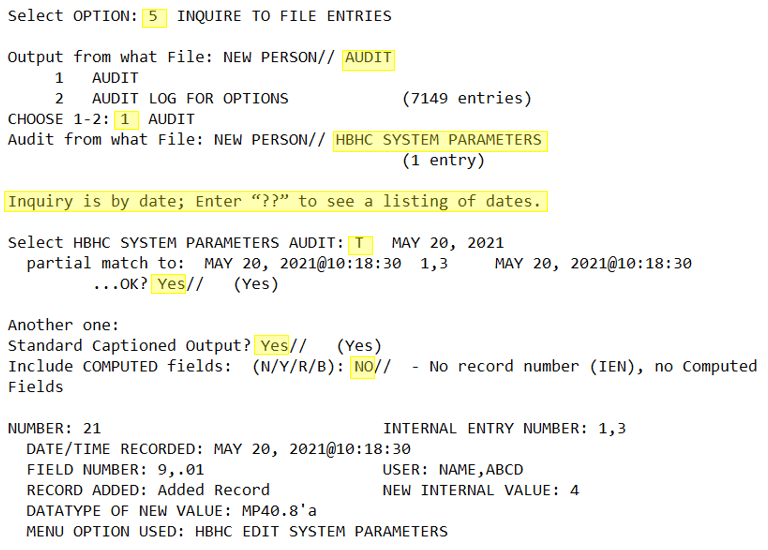 Select OPTION: 5 INQUIRE TO FILE ENTRIES
Output from what File: NEW PERSON// AUDIT
1 AUDIT
2 AUDIT LOG FOR OPTIONS (7149 entries)
CHOOSE 1-2: 1 AUDIT
Audit from what File: NEW PERSON// HBHC SYSTEM PARAMETERS
(1 entry)
Inquiry is by date; Enter “??” to see a listing of dates.
Select HBHC SYSTEM PARAMETERS AUDIT: T MAY 20, 2021
partial match to: MAY 20, 2021@10:18:30 1,3 MAY 20, 2021@10:18:30
...OK? Yes// (Yes)
Another one:
Standard Captioned Output? Yes// (Yes)
Include COMPUTED fields: (N/Y/R/B): NO// - No record number (IEN), no Computed
Fields
NUMBER: 21 INTERNAL ENTRY NUMBER: 1,3
DATE/TIME RECORDED: MAY 20, 2021@10:18:30
FIELD NUMBER: 9,.01 USER: NAME,ABCD
RECORD ADDED: Added Record NEW INTERNAL VALUE: 4
DATATYPE OF NEW VALUE: MP40.8'a
MENU OPTION USED: HBHC EDIT SYSTEM PARAMETERS